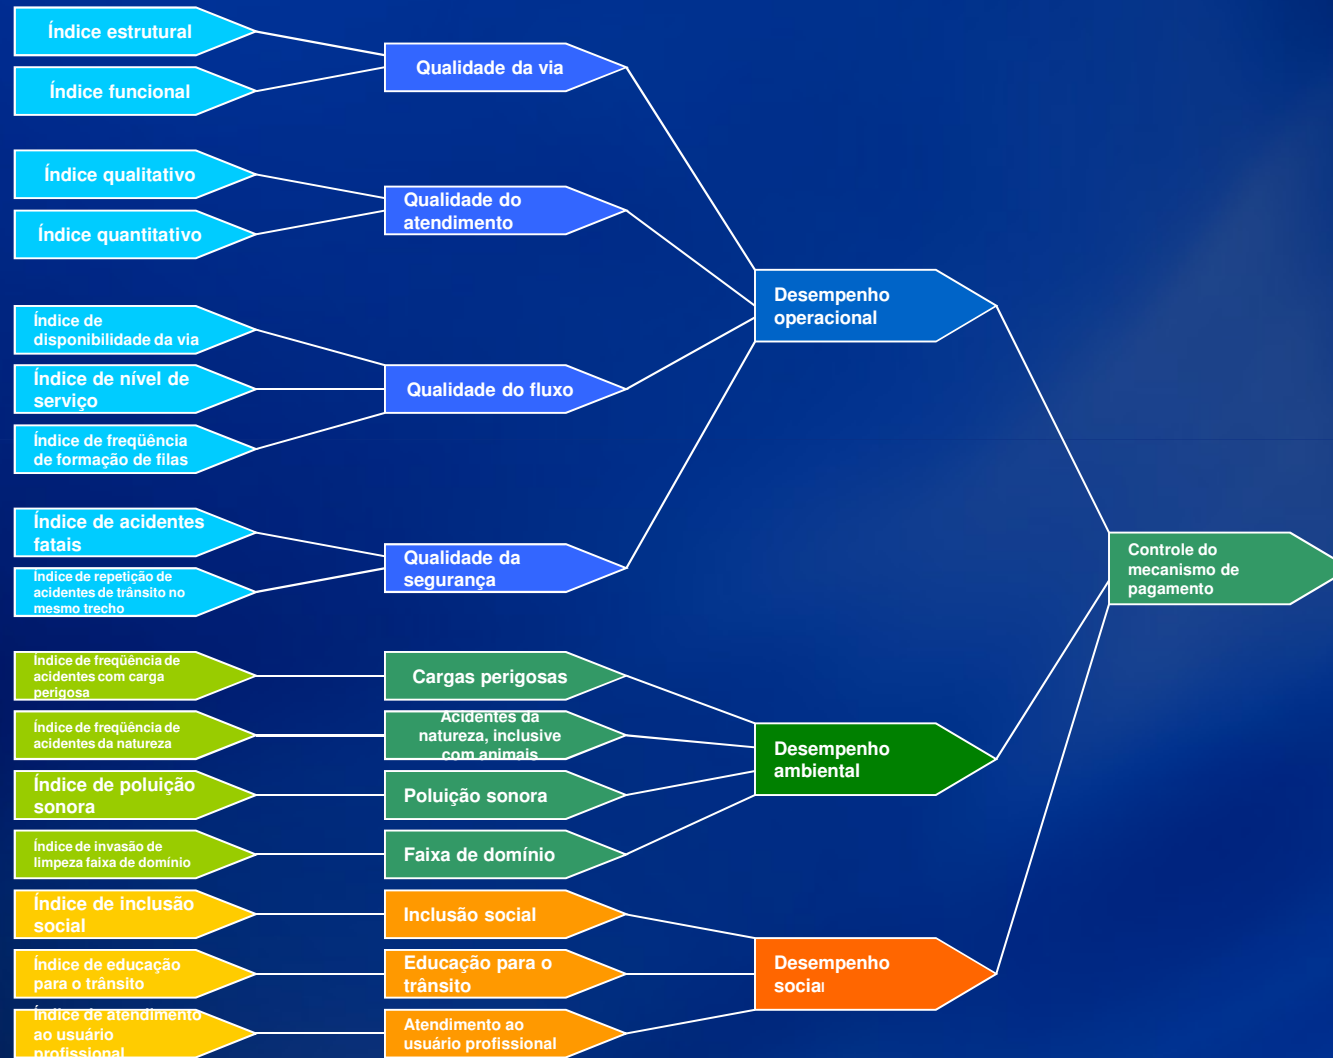 Índice estrutural
Índice funcional
Índice qualitativo
Índice quantitativo
Índice de
disponibilidade da via
Índice de nível de
serviço
Índice de freqüência
de formação de filas
Índice de acidentes
fatais
Índice de repetição de
acidentes de trânsito no
mesmo trecho
Índice de freqüência de
acidentes com carga
perigosa
Índice de freqüência de
acidentes da natureza
Índice de poluição
sonora
Índice de invasão de
limpeza faixa de domínio
Índice de inclusão
social
Índice de educação
para o trânsito
Índice de atendimento
ao usuário
profissional
Qualidade da via
Qualidade do
atendimento
Qualidade do fluxo
Qualidade da
segurança
Cargas perigosas
Acidentes da
natureza, inclusive
com animais
Poluição sonora
Faixa de domínio
Inclusão social
Educação para o
trânsito
Atendimento ao
usuário profissional
Desempenho
operacional
Desempenho
ambiental
Desempenho
social
Controle do
mecanismo de
pagamento